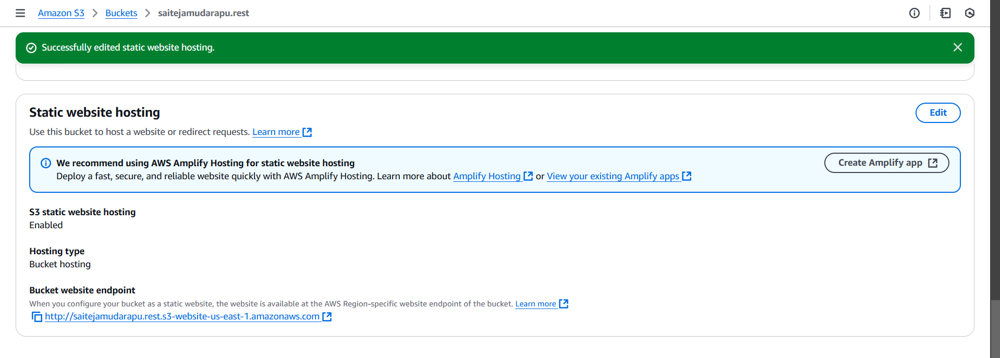 Amazon S3 > Buckets > saitejamudarapu.rest
Successfully edited static website hosting.
Static website hosting
Edit
Use this bucket to host a website or redirect requests. Learn more
We recommend using AWS Amplify Hosting for static website hosting
Create Amplify app
Deploy a fast, secure, and reliable website quickly with AWS Amplify Hosting. Learn more about Amplify Hosting or View your existing Amplify apps
S3 static website hosting
Enabled
Hosting type
Bucket hosting
Bucket website endpoint
When you configure your bucket as a static website, the website is available at the AWS Region-specific website endpoint of the bucket. Learn more
http://saitejamudarapu.rest.s3-website-us-east-1.amazonaws.com